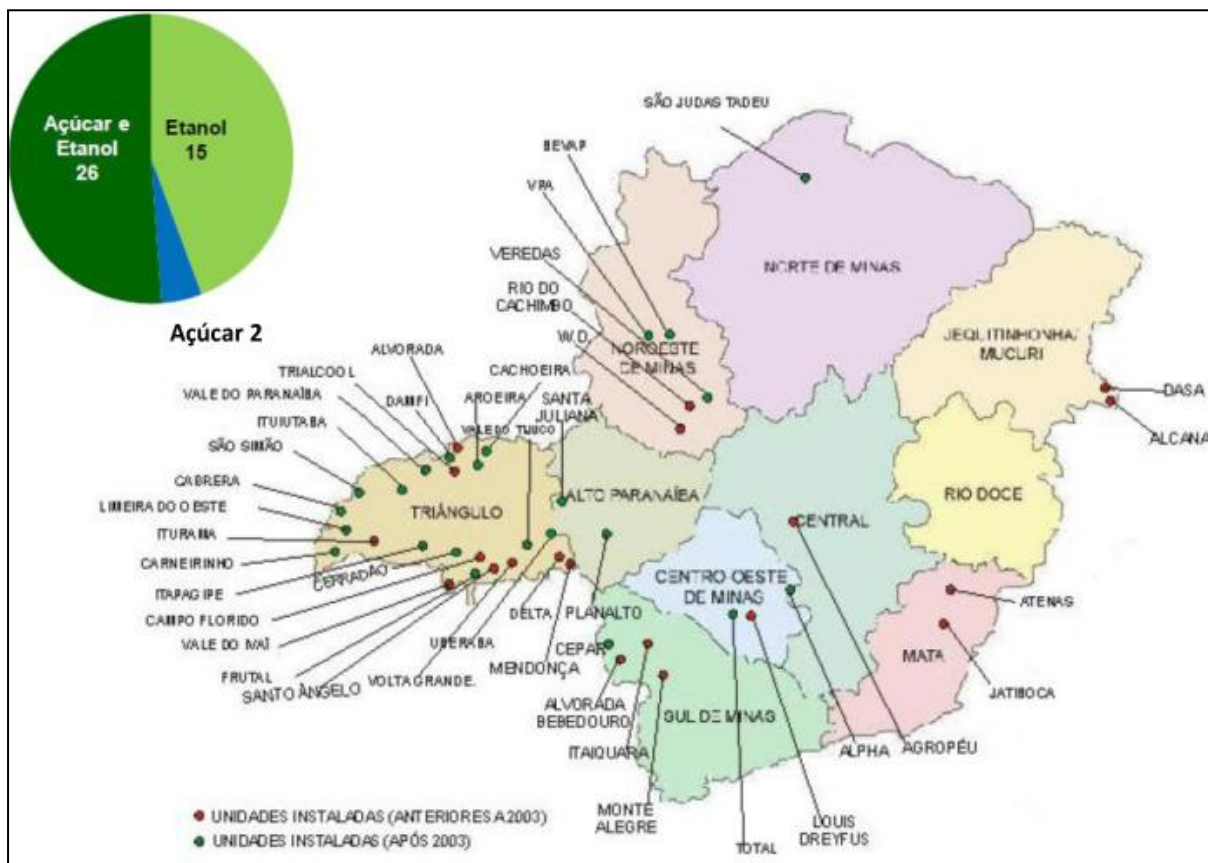 Açúcar e
Etanol
26
Etanol
15
Açúcar 2
SÃO JUDAS TADEU
BEVAP
VPA
VEREDAS
RIO DO
CACHIMBO
W.D.
NORTE DE MINAS
NOROESTE
DE MINAS
JEQUITINHONHA/
MUCURI
DASA
ALCANA
ALVORADA
TRIALCOOL
CACHOEIRA
VALE DO PARANAÍBA
DAMFI
AROEIRA
SANTA
JULIANA
ITUIUTABA
VALE DO TIJUCO
SÃO SIMÃO
CABRERA
LIMEIRA DO OESTE
ITURAMA
CARNEIRINHO
ITAPAGIPE
CERRADÃO
CAMPO FLORIDO
VALE DO IVAÍ
FRUTAL
SANTO ÂNGELO
TRIÂNGULO
ALTO PARANAÍBA
CENTRAL
RIO DOCE
CENTRO OESTE
DE MINAS
UBERABA
DELTA
PLANALTO
VOLTA GRANDE.
MENDONÇA
CEPAR
ALVORADA
BEBEDOURO
ITAIQUARA
SUL DE MINAS
MATA
ATENAS
JATIBOCA
ALPHA
AGROPÉU
MONTE
ALEGRE
TOTAL
LOUIS
DREYFUS
UNIDADES INSTALADAS (ANTERIORES A 2003)
UNIDADES INSTALADAS (APÓS 2003)